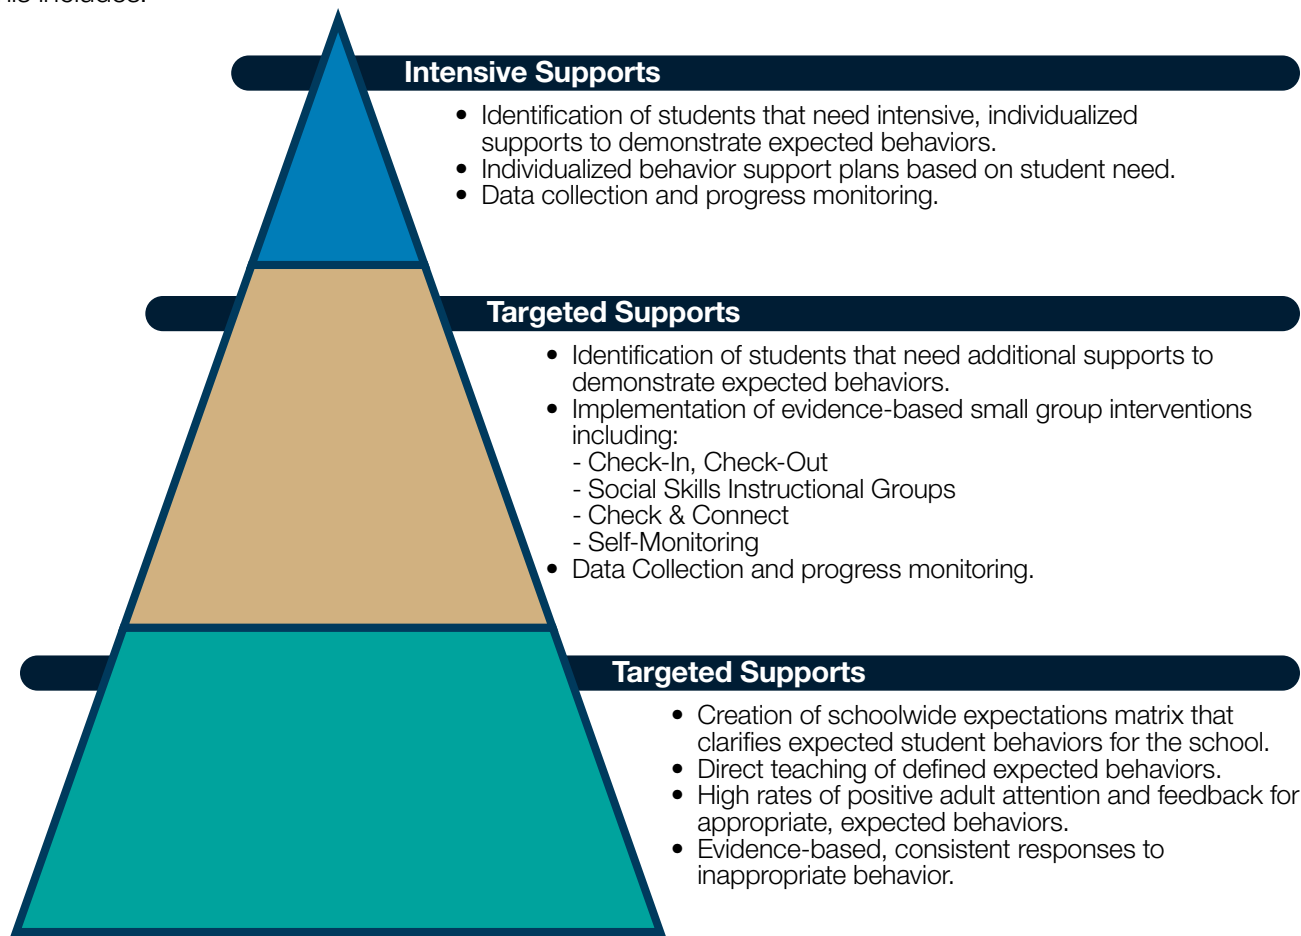 Intensive Supports
• Identification of students that need intensive, individualized
supports to demonstrate expected behaviors.
• Individualized behavior support plans based on student need.
• Data collection and progress monitoring.
Targeted Supports
• Identification of students that need additional supports to
demonstrate expected behaviors.
• Implementation of evidence-based small group interventions
including:
- Check-In, Check-Out
- Social Skills Instructional Groups
- Check & Connect
- Self-Monitoring
• Data Collection and progress monitoring.
Targeted Supports
• Creation of schoolwide expectations matrix that
clarifies expected student behaviors for the school.
• Direct teaching of defined expected behaviors.
• High rates of positive adult attention and feedback for
appropriate, expected behaviors.
• Evidence-based, consistent responses to
inappropriate behavior.